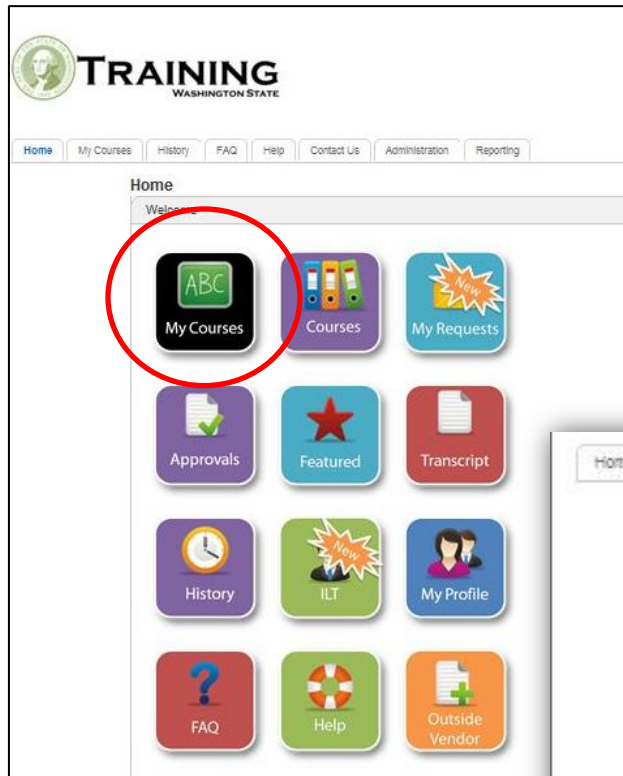 TRAINING
WASHINGTON STATE
Home My Courses History FAQ Help Contact Us Administration Reporting
Home
Welcome
ABC New
My Courses Courses My Requests
Approvals Featured Transcript
New
History ILT My Profile
?
FAQ Help Outside
Vendor